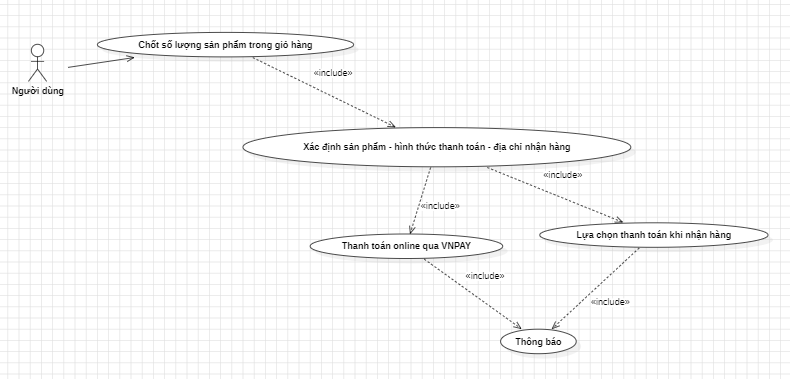 Chốt số lượng sản phẩm trong giỏ hàng
Người dùng
«include»
Xác định sản phẩm - hình thức thanh toán - địa chỉ nhận hàng
«include»
«include»
Thanh toán online qua VNPAY
Lựa chọn thanh toán khi nhận hàng
«include»
«include»
Thông báo